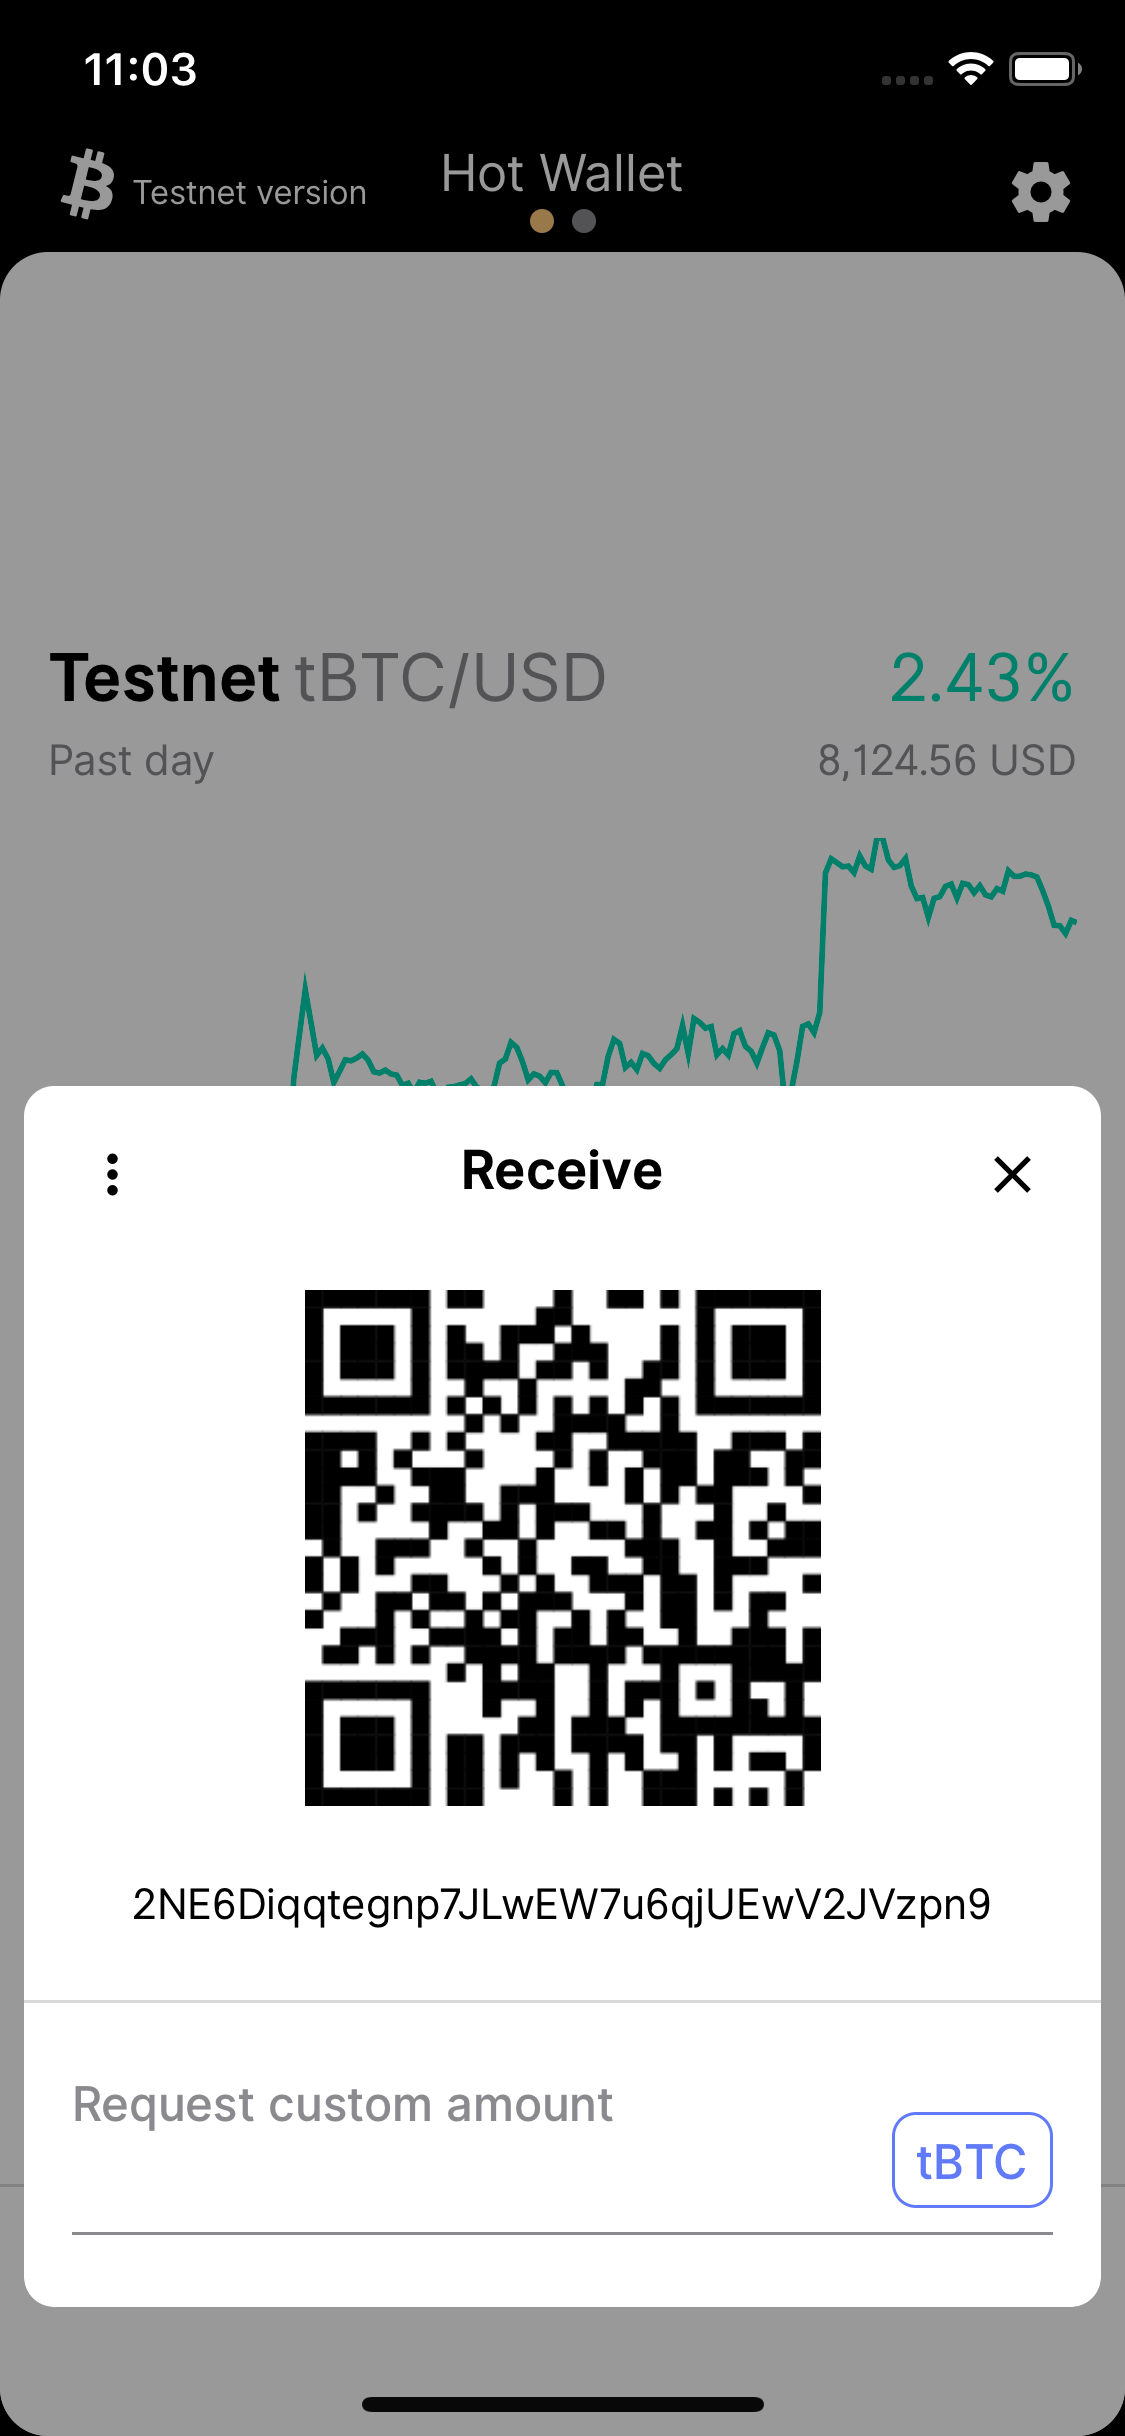 11:03
Testnet version
Hot Wallet
Testnet tBTC/USD
2.43%
Past day
8,124.56 USD
Receive
2NE6Diqqtegnp7JLwEW7u6qjUEwV2JVzpn9
Request custom amount
tBTC